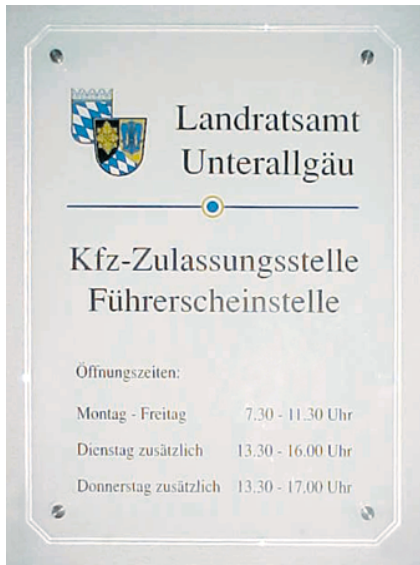 Landratsamt
Unterallgäu
Kfz-Zulassungsstelle
Führerscheinstelle
Öffnungszeiten:
Montag - Freitag 7.30 - 11.30 Uhr
Dienstag zusätzlich 13.30 - 16.00 Uhr
Donnerstag zusätzlich 13.30 - 17.00 Uhr